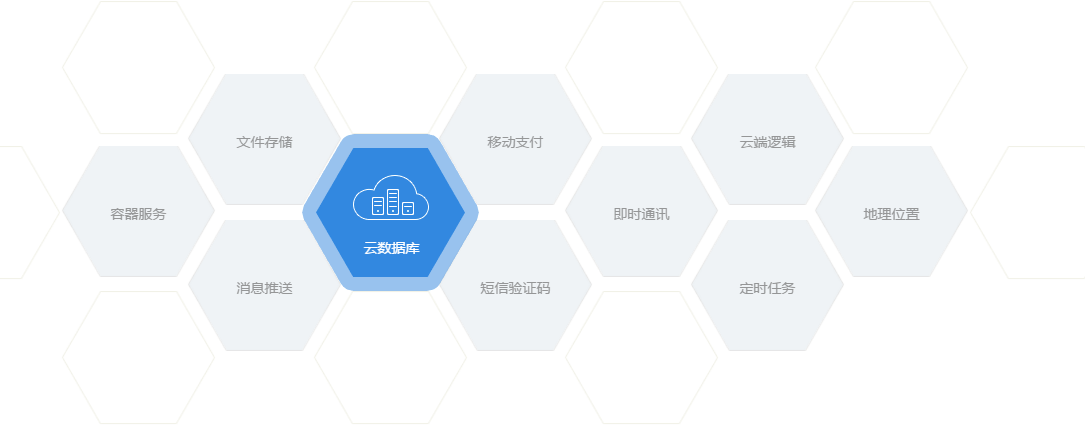 文件存储
移动支付
云端逻辑
容器服务
云数据库
即时通讯
地理位置
消息推送
短信验证码
定时任务